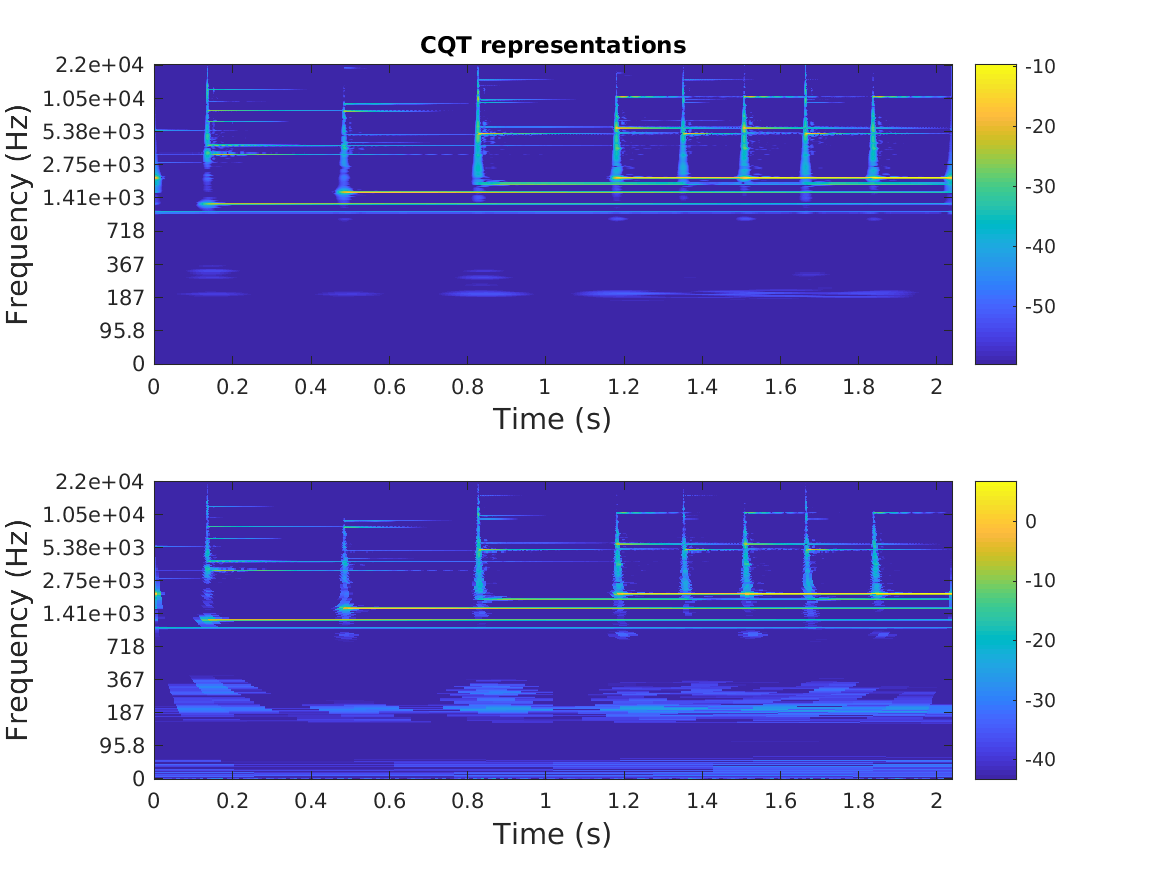 CQT representations
Frequency (Hz)
2.2e+04
1.05e+04
5.38e+03
2.75e+03
1.41e+03
718
367
187
95.8
0
0 0.2 0.4 0.6 0.8 1 1.2 1.4 1.6 1.8 2
Time (s)
-10
-20
-30
-40
-50
Frequency (Hz)
2.2e+04
1.05e+04
5.38e+03
2.75e+03
1.41e+03
718
367
187
95.8
0
0 0.2 0.4 0.6 0.8 1 1.2 1.4 1.6 1.8 2
Time (s)
0
-10
-20
-30
-40